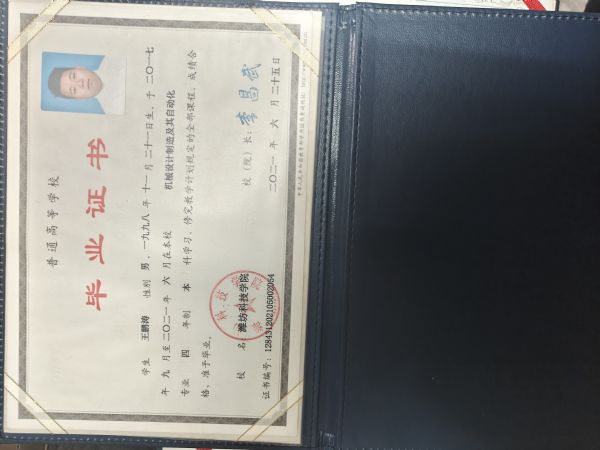 普通高等学校
毕业证书
学生 王鹏涛 性别 男，一九九八年 十一月 二十一日生，于 二〇一七
年 九 月至 二〇二一年 六 月在本校 机械设计制造及其自动化
专业 四 年制 本 科学习，修完教学计划规定的全部课程，成绩合
格，准予毕业。
校 名：潍坊科技学院 校（院）长：李昌武
证书编号：128431202105002054 二〇二一年 六 月 二十五日